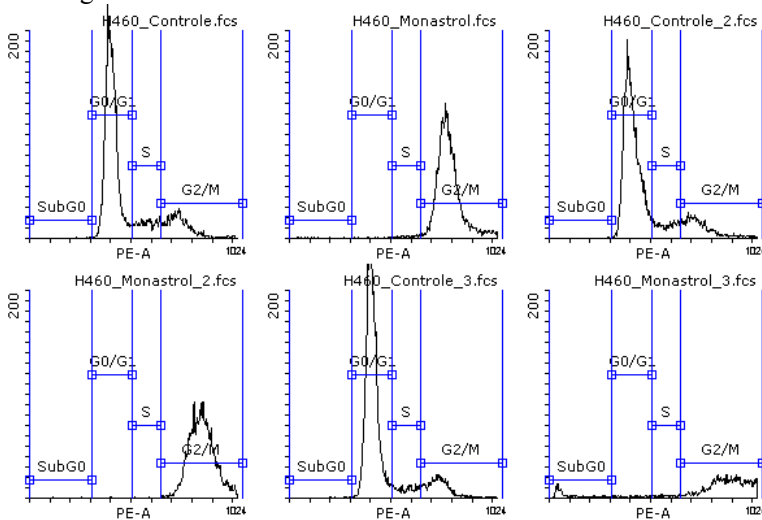 H460_Controle.fcs
200
G0/G1
S
G2/M
SubG0
PE-A
1024
H460_Monastrol.fcs
200
G0/G1
S
G2/M
SubG0
PE-A
1024
H460_Controle_2.fcs
200
G0/G1
S
G2/M
SubG0
PE-A
1024
H460_Monastrol_2.fcs
200
G0/G1
S
G2/M
SubG0
PE-A
1024
H460_Controle_3.fcs
200
G0/G1
S
G2/M
SubG0
PE-A
1024
H460_Monastrol_3.fcs
200
G0/G1
S
G2/M
SubG0
PE-A
1024